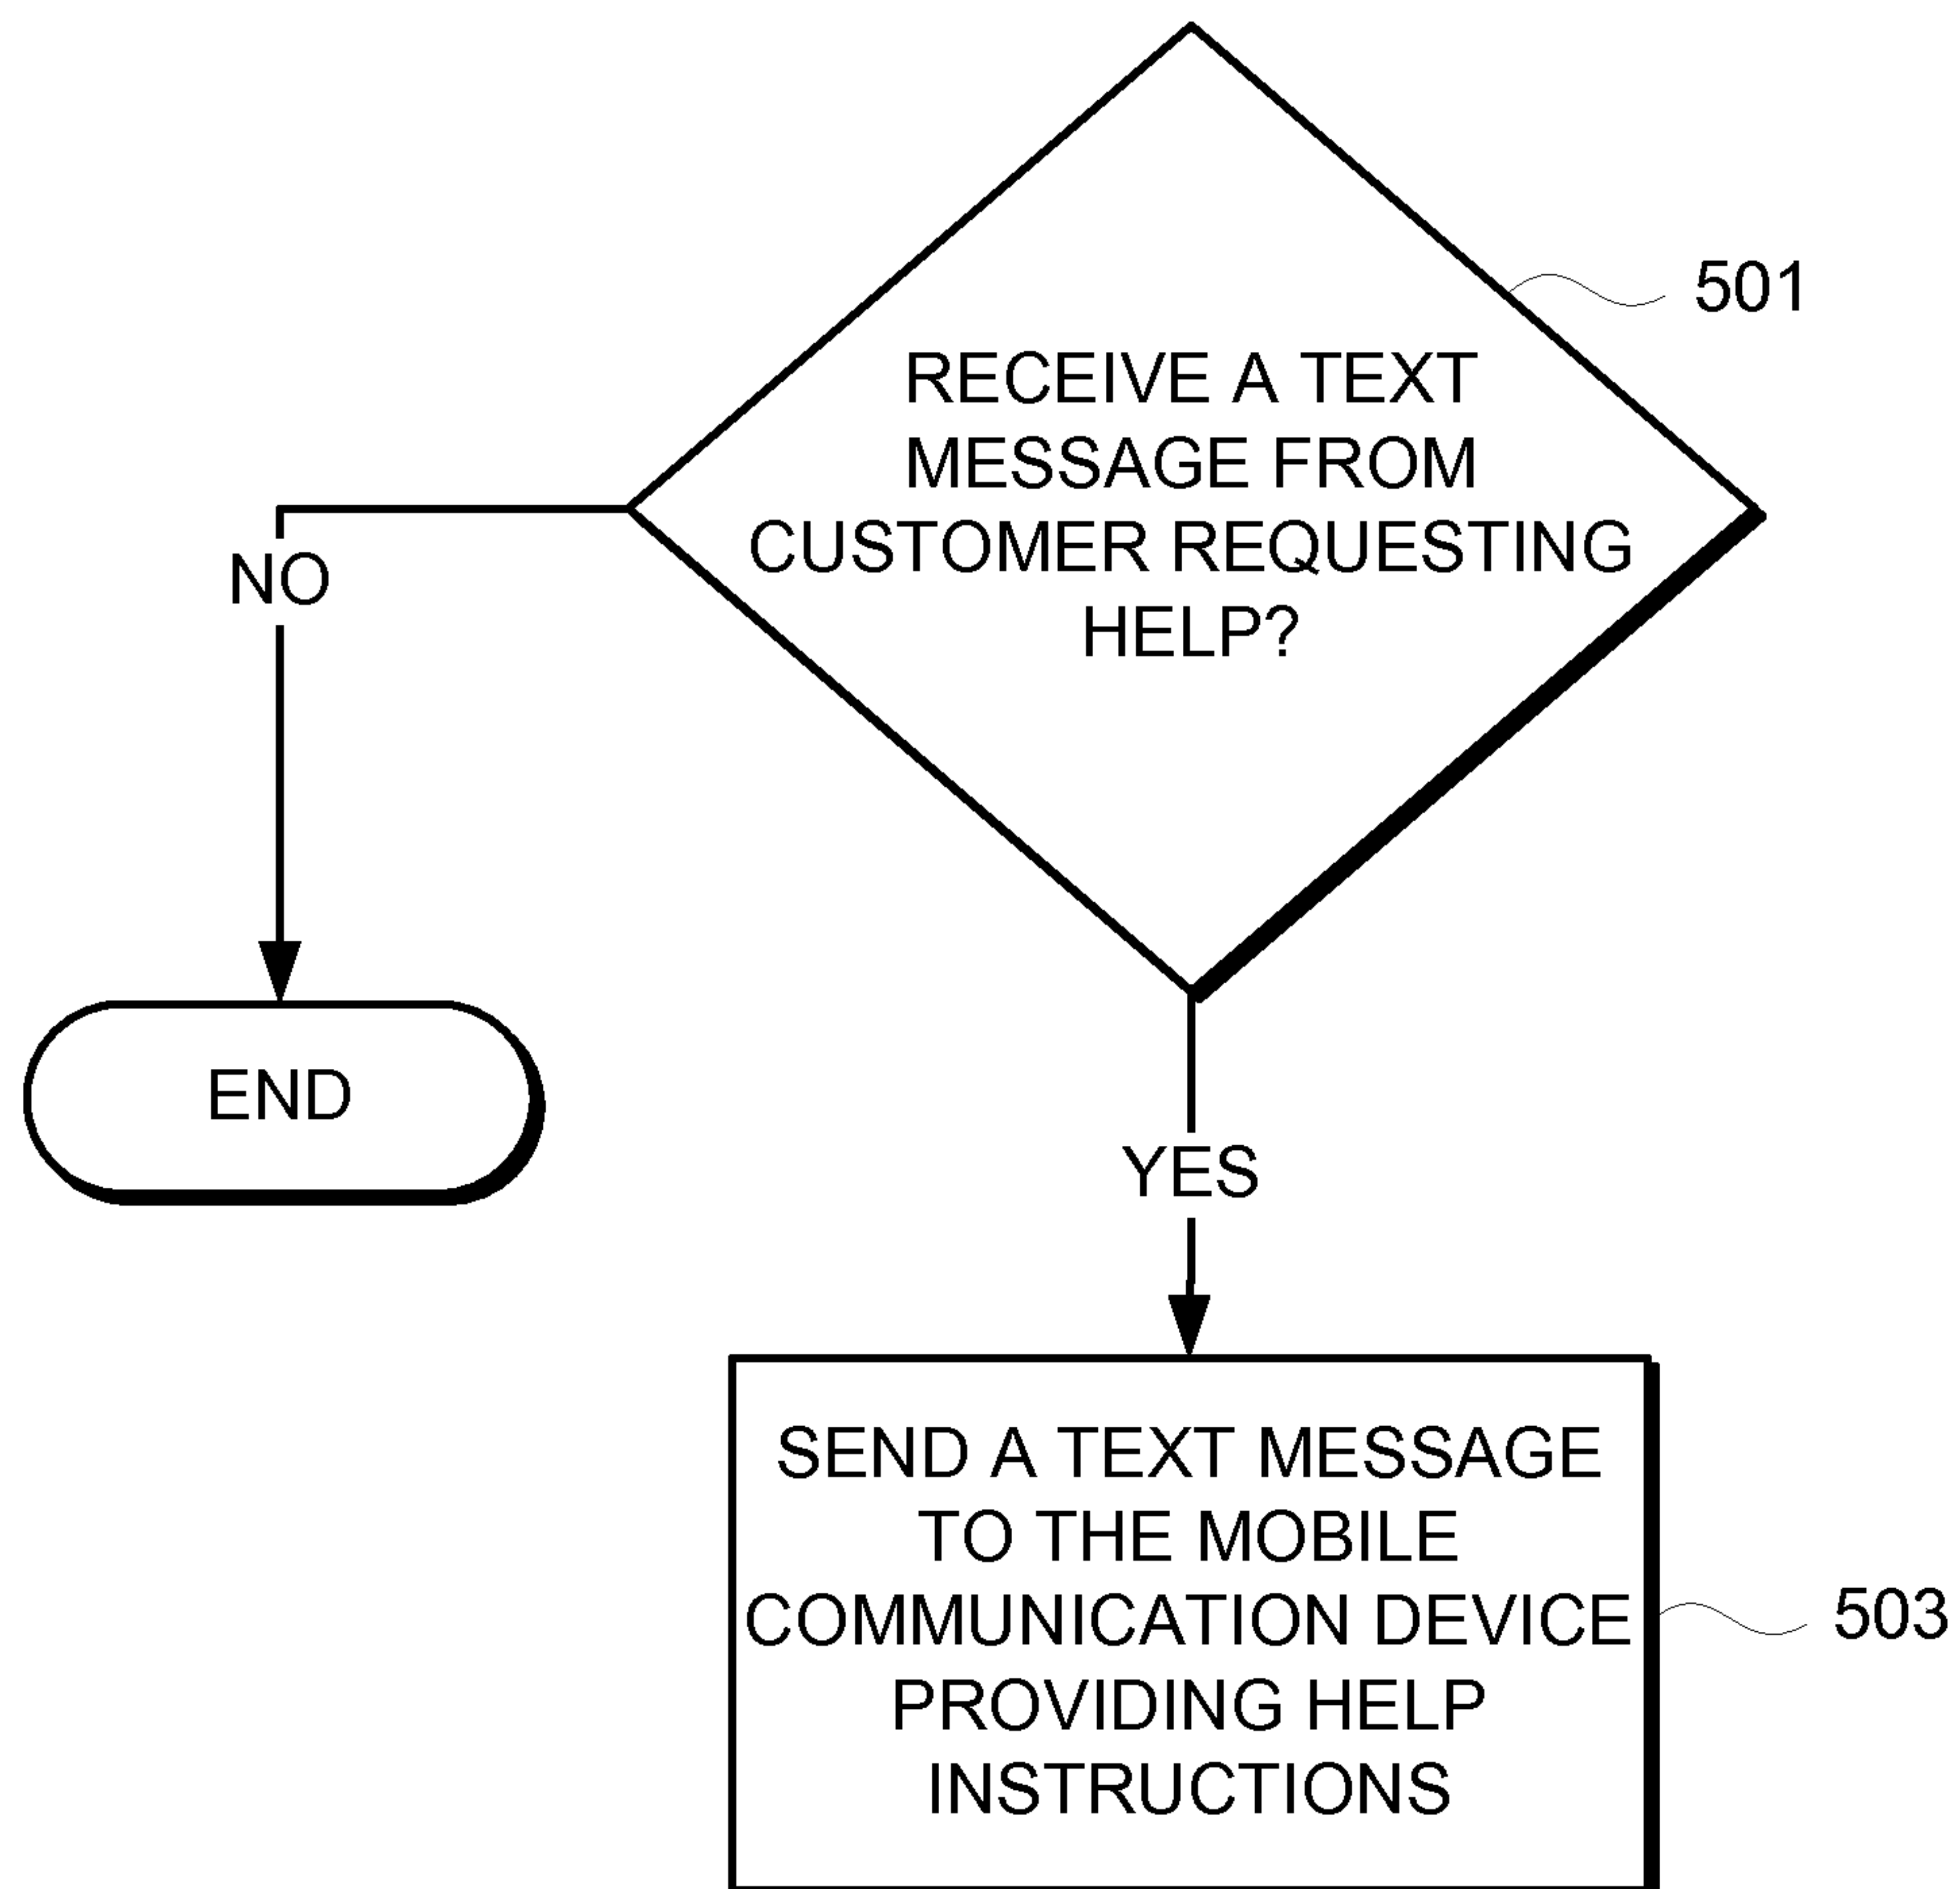 501
RECEIVE A TEXT
MESSAGE FROM
CUSTOMER REQUESTING
HELP?
NO
END
YES
SEND A TEXT MESSAGE
TO THE MOBILE
COMMUNICATION DEVICE
PROVIDING HELP
INSTRUCTIONS
503